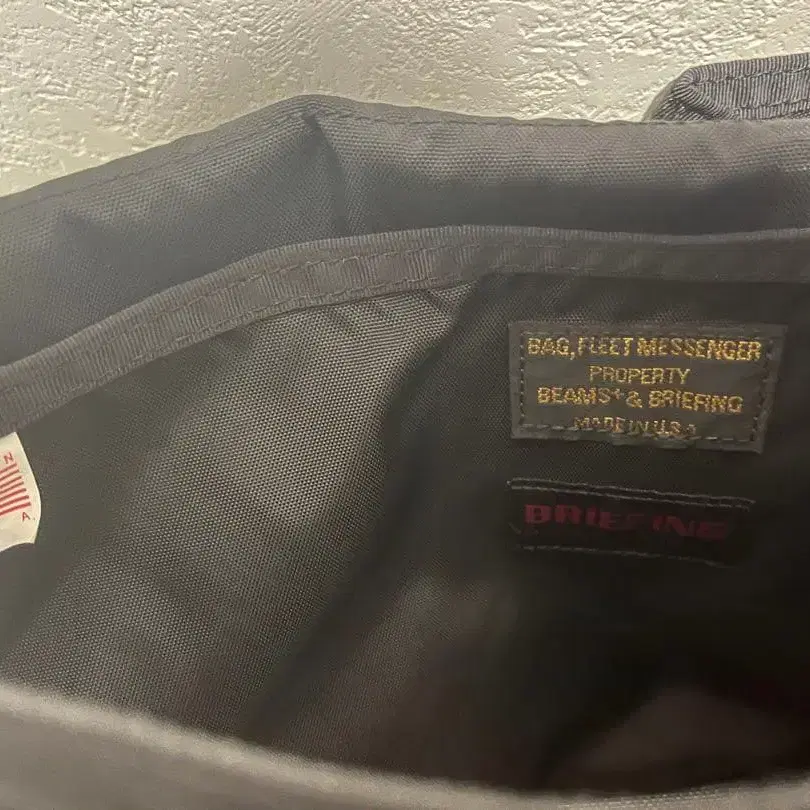 BAG, FLEET MESSENGER
PROPERTY
BEAMS+ & BRIEFING
MADE IN U.S.A
BRIEFING
N
A.